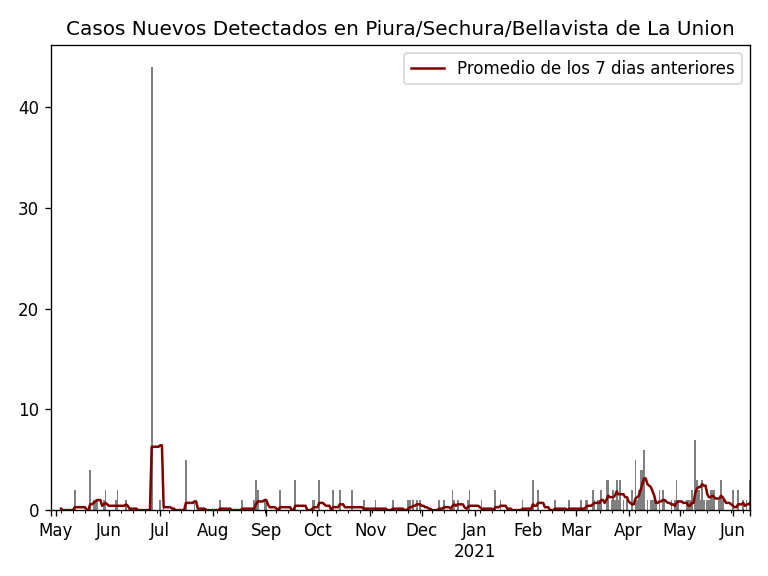 Casos Nuevos Detectados en Piura/Sechura/Bellavista de La Union
Promedio de los 7 dias anteriores
40
30
20
10
0
May Jun Jul Aug Sep Oct Nov Dec Jan Feb Mar Apr May Jun
2021